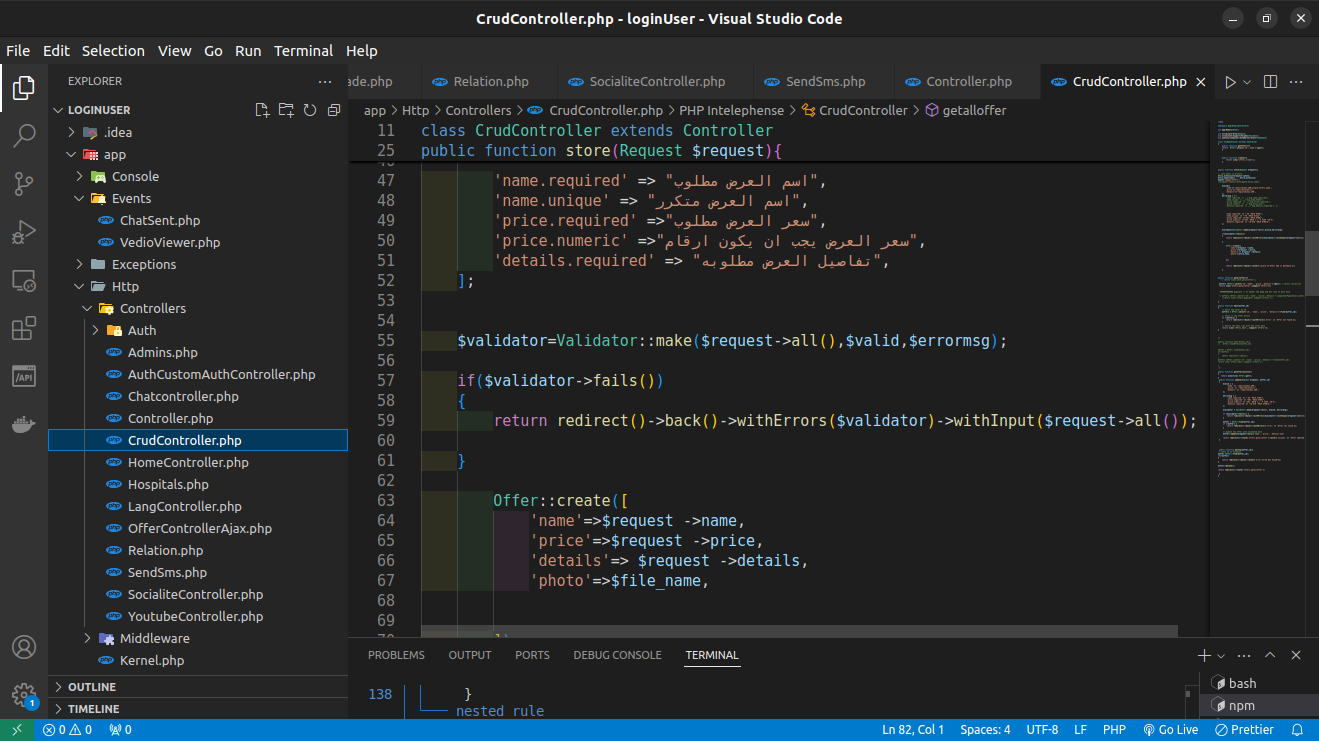 CrudController.php - loginUser - Visual Studio Code
File Edit Selection View Go Run Terminal Help
EXPLORER
LOGINUSER
.idea
app
Console
Events
ChatSent.php
VedioViewer.php
Exceptions
Http
Controllers
Auth
Admins.php
AuthCustomAuthController.php
Chatcontroller.php
Controller.php
CrudController.php
HomeController.php
Hospitals.php
LangController.php
OfferControllerAjax.php
Relation.php
SendSms.php
SocialiteController.php
YoutubeController.php
Middleware
Kernel.php
OUTLINE
TIMELINE
ade.php Relation.php SocialiteController.php SendSms.php Controller.php CrudController.php
app > Http > Controllers > CrudController.php > PHP Intelephense > CrudController > getalloffer
11 class CrudController extends Controller
25 public function store(Request $request){
47 'name.required' => "اسم العرض مطلوب",
48 'name.unique' => "اسم العرض متكرر",
49 'price.required' =>"سعر العرض مطلوب",
50 'price.numeric' =>"سعر العرض يجب ان يكون ارقام",
51 'details.required' => "تفاصيل العرض مطلوبه",
52 ];
53
54
55 $validator=Validator::make($request->all(),$valid,$errormsg);
56
57 if($validator->fails())
58 {
59 return redirect()->back()->withErrors($validator)->withInput($request->all());
60
61 }
62
63 Offer::create([
64 'name'=>$request ->name,
65 'price'=>$request ->price,
66 'details'=> $request ->details,
67 'photo'=>$file_name,
68
69
PROBLEMS OUTPUT PORTS DEBUG CONSOLE TERMINAL
138 }
nested rule
bash
npm
1
0 0 0 Ln 82, Col 1 Spaces: 4 UTF-8 LF PHP Go Live Prettier